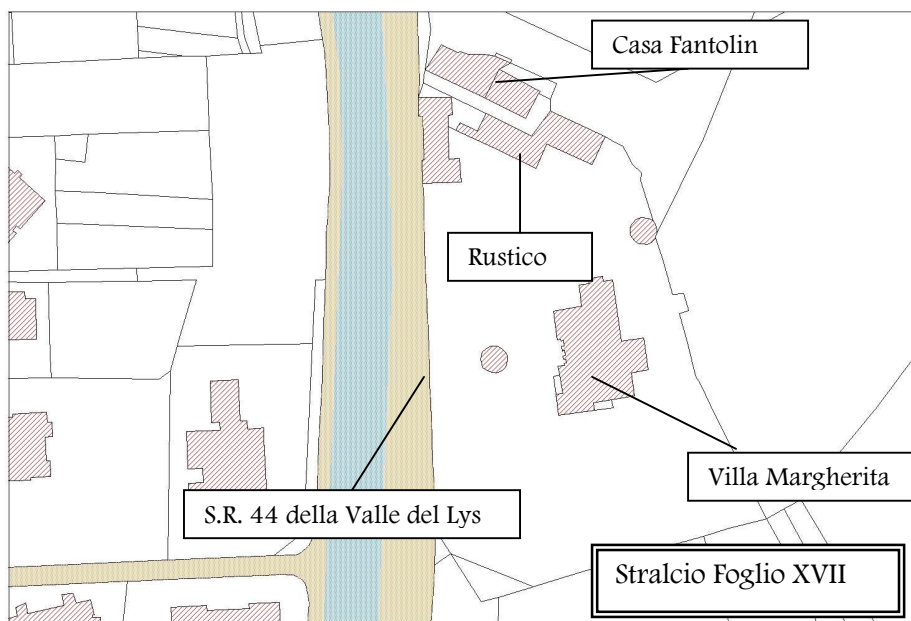 Casa Fantolin
Rustico
Villa Margherita
S.R. 44 della Valle del Lys
Stralcio Foglio XVII